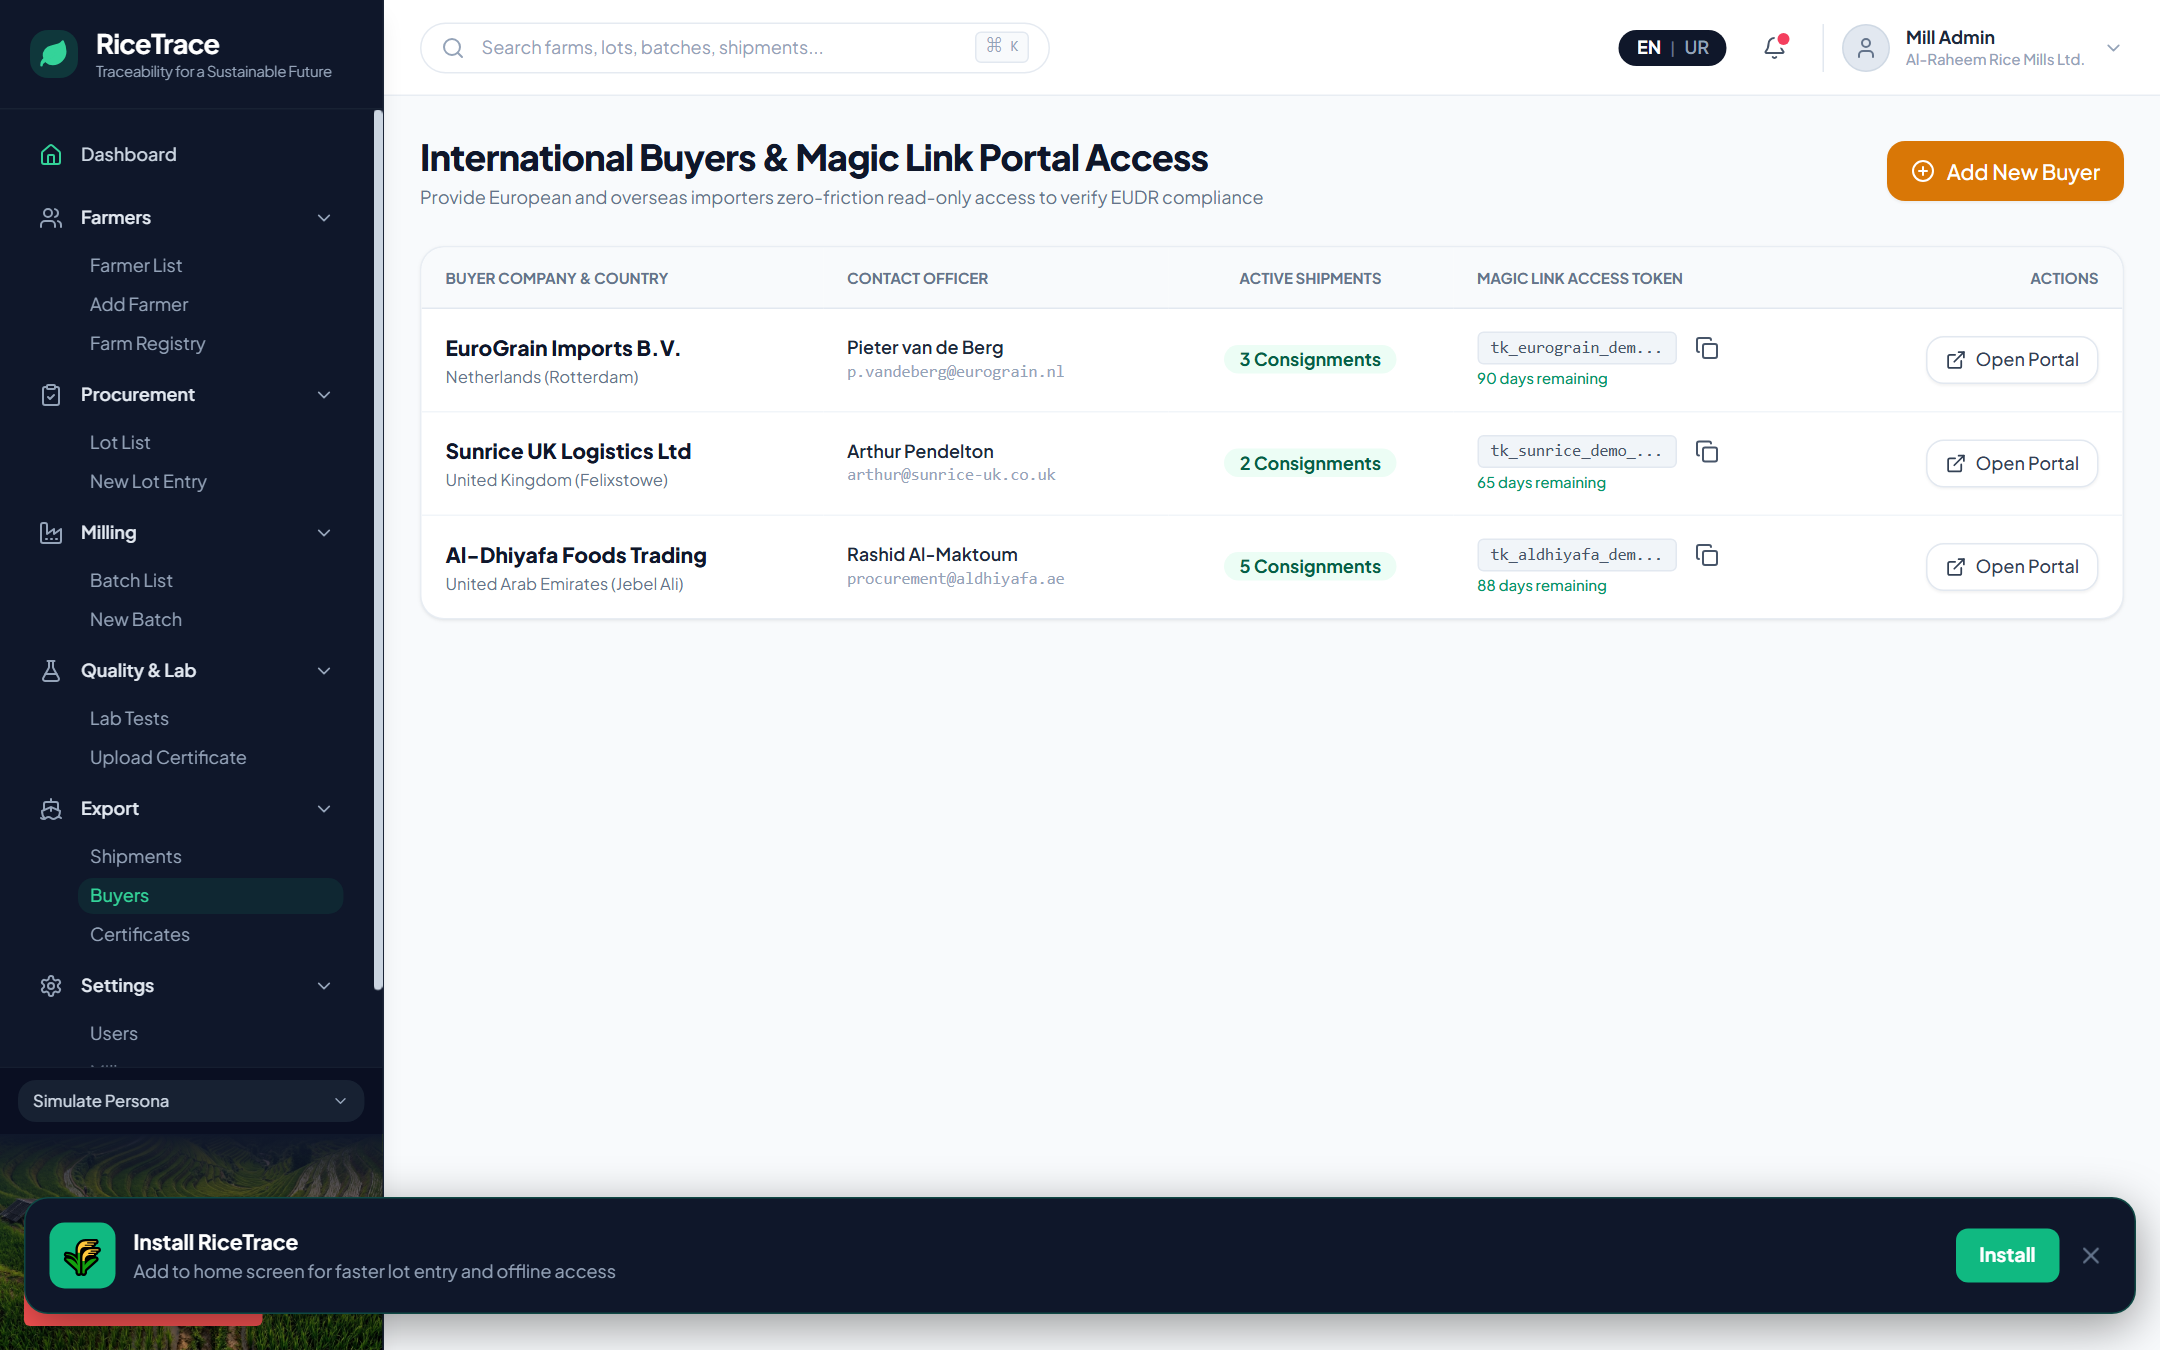 RiceTrace
Traceability for a Sustainable Future
Dashboard
Farmers
Farmer List
Add Farmer
Farm Registry
Procurement
Lot List
New Lot Entry
Milling
Batch List
New Batch
Quality & Lab
Lab Tests
Upload Certificate
Export
Shipments
Buyers
Certificates
Settings
Users
Simulate Persona
Search farms, lots, batches, shipments...
⌘ K
EN | UR
Mill Admin
Al-Raheem Rice Mills Ltd.
International Buyers & Magic Link Portal Access
Provide European and overseas importers zero-friction read-only access to verify EUDR compliance
Add New Buyer
BUYER COMPANY & COUNTRY CONTACT OFFICER ACTIVE SHIPMENTS MAGIC LINK ACCESS TOKEN ACTIONS
EuroGrain Imports B.V.
Netherlands (Rotterdam)
Pieter van de Berg
p.vandeberg@eurograin.nl
3 Consignments
tk_eurograin_dem...
90 days remaining
Open Portal
Sunrice UK Logistics Ltd
United Kingdom (Felixstowe)
Arthur Pendelton
arthur@sunrice-uk.co.uk
2 Consignments
tk_sunrice_demo_...
65 days remaining
Open Portal
Al-Dhiyafa Foods Trading
United Arab Emirates (Jebel Ali)
Rashid Al-Maktoum
procurement@aldhiyafa.ae
5 Consignments
tk_aldhiyafa_dem...
88 days remaining
Open Portal
Install RiceTrace
Add to home screen for faster lot entry and offline access
Install